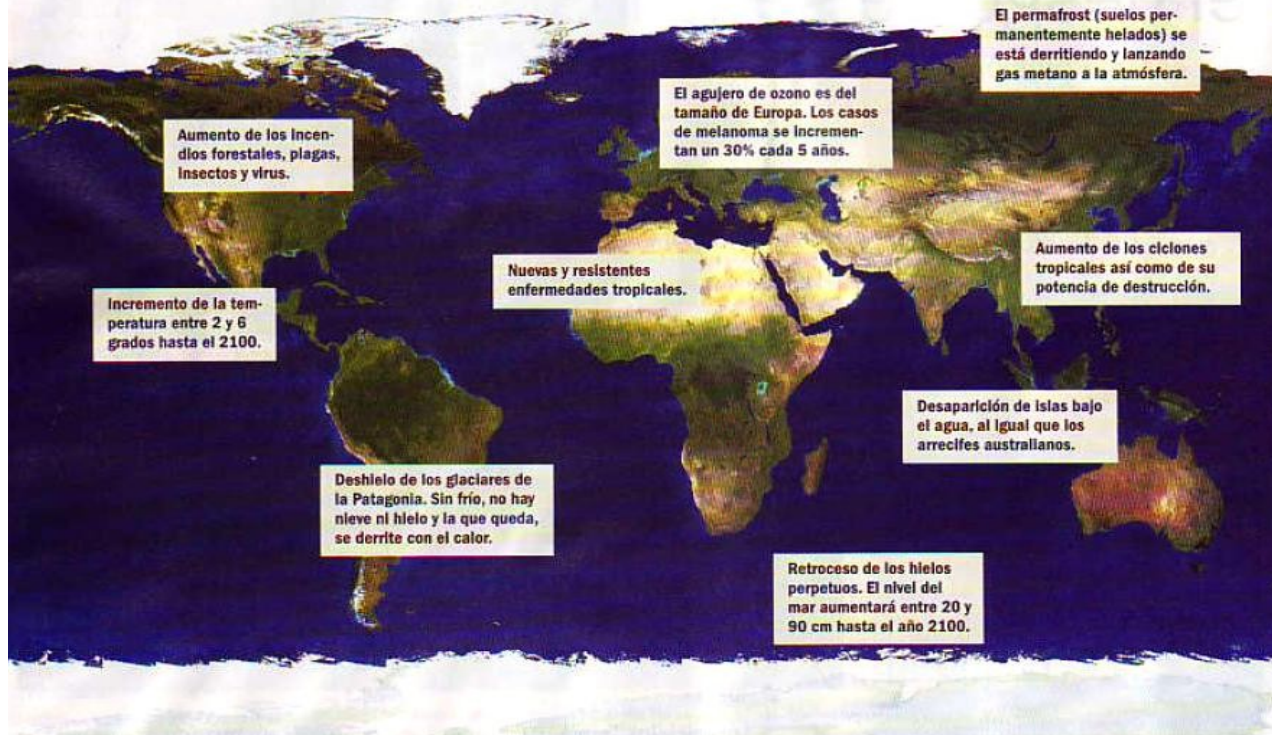 El permafrost (suelos per-
manentemente helados) se
está derritiendo y lanzando
gas metano a la atmósfera.
El agujero de ozono es del
tamaño de Europa. Los casos
de melanoma se incremen-
tan un 30% cada 5 años.
Aumento de los incen-
dios forestales, plagas,
insectos y virus.
Nuevas y resistentes
enfermedades tropicales.
Aumento de los ciclones
tropicales así como de su
potencia de destrucción.
Incremento de la tem-
peratura entre 2 y 6
grados hasta el 2100.
Desaparición de islas bajo
el agua, al igual que los
arrecifes australianos.
Deshielo de los glaciares de
la Patagonia. Sin frío, no hay
nieve ni hielo y la que queda,
se derrite con el calor.
Retroceso de los hielos
perpetuos. El nivel del
mar aumentará entre 20 y
90 cm hasta el año 2100.